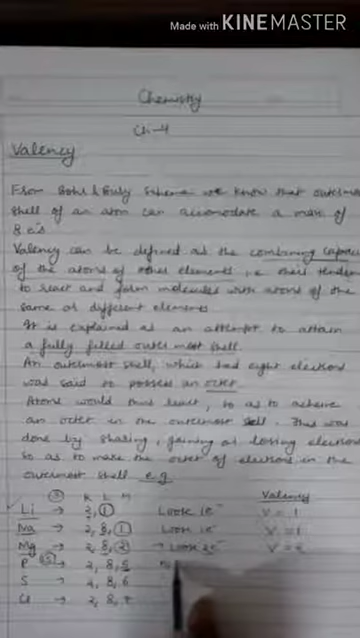 Made with KINEMASTER
Chemistry
Ch-4
Valency
From Bohr & Bury Scheme we know that outermost
shell of an atom can accomodate a max of
8 e's
Valency can be defined as the combining capacity
of the atoms of other elements, i.e their tenden
to react and form molecules with atoms of the
same or different elements
It is explained as an attempt to attain
a fully filled outer most shell.
An outermost shell, which had eight electrons
was said to possess an octet
Atoms would thus react, so as to achieve
an octet in the outermost shell. This was
done by sharing, gaining or losing electrons
so as to make the octet of electrons in the
outermost shell e.g
K L M Valency
Li → 2, 1 Loose 1e⁻ V = 1
Na → 2, 8, 1 Loose 1e⁻ V = 1
Mg → 2, 8, 2 → Loose 2e⁻ V = 2
P → 2, 8, 5
S → 2, 8, 6
Cl → 2, 8, 7